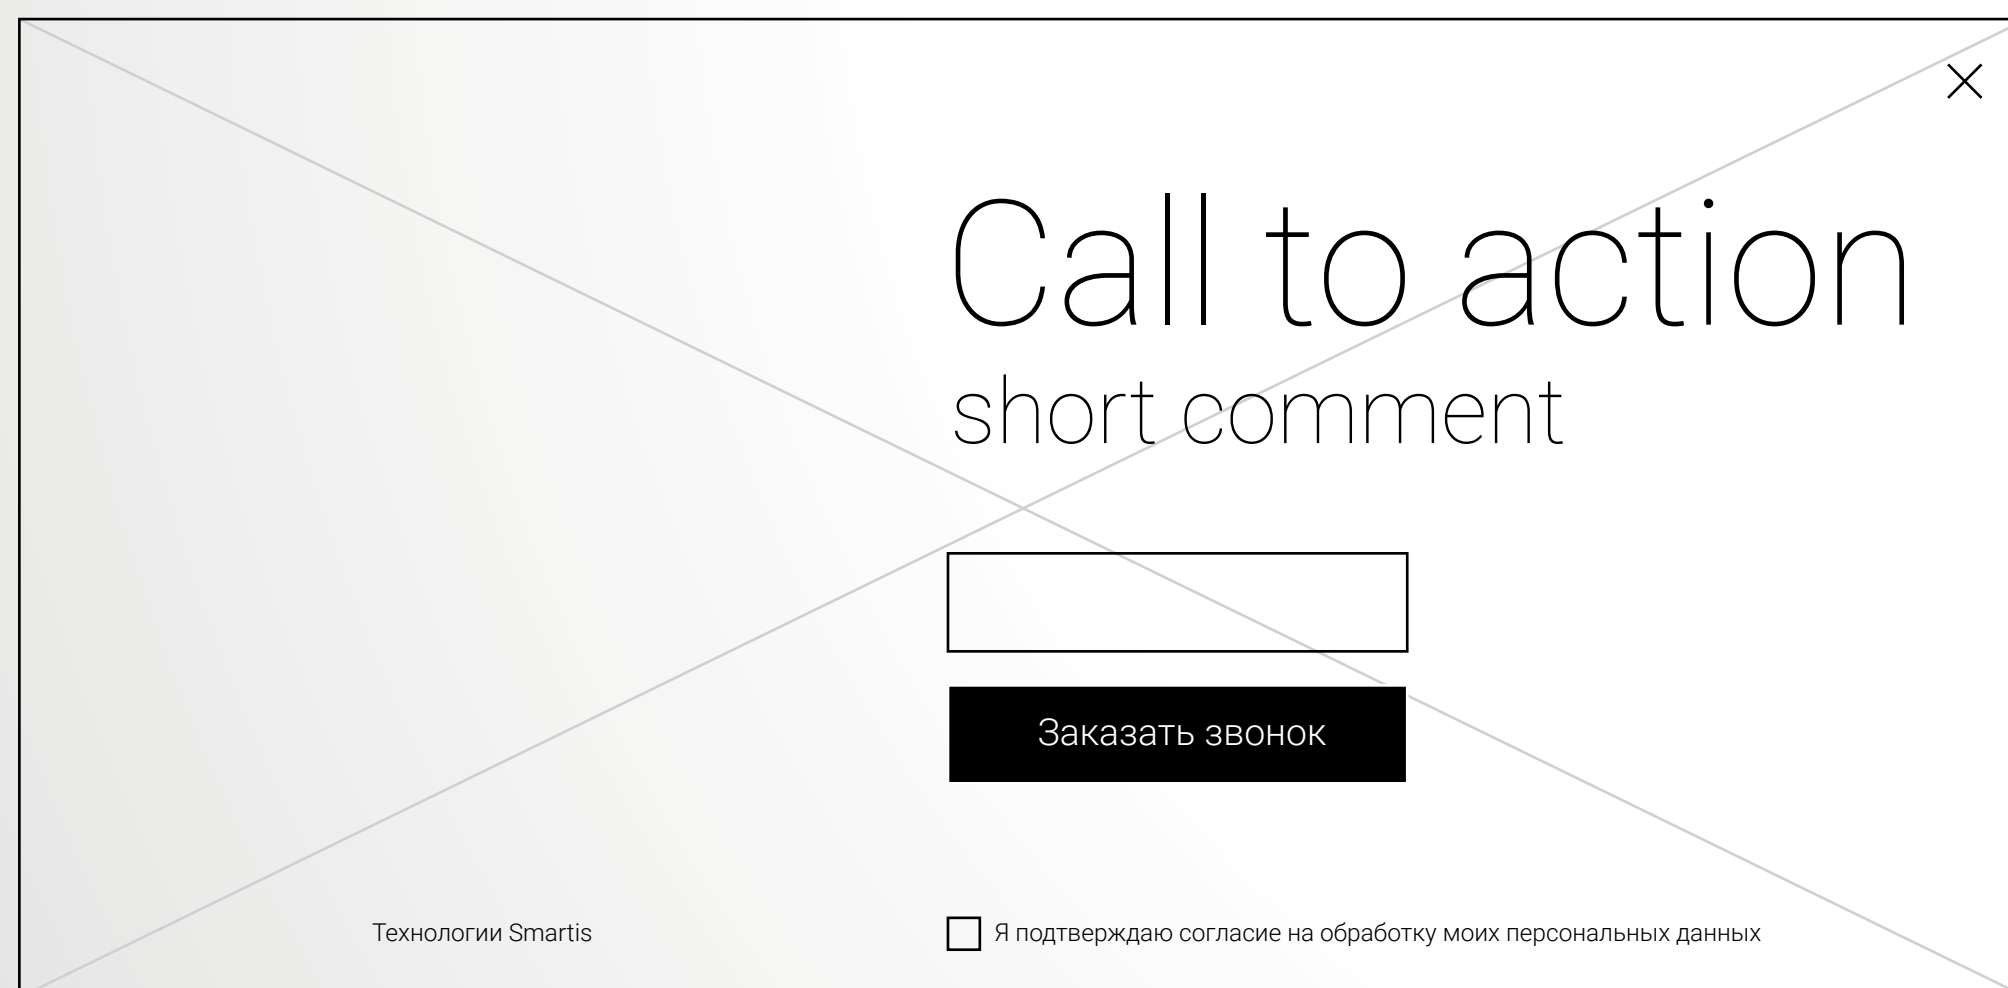 Call to action
short comment
Заказать звонок
Технологии Smartis
Я подтверждаю согласие на обработку моих персональных данных